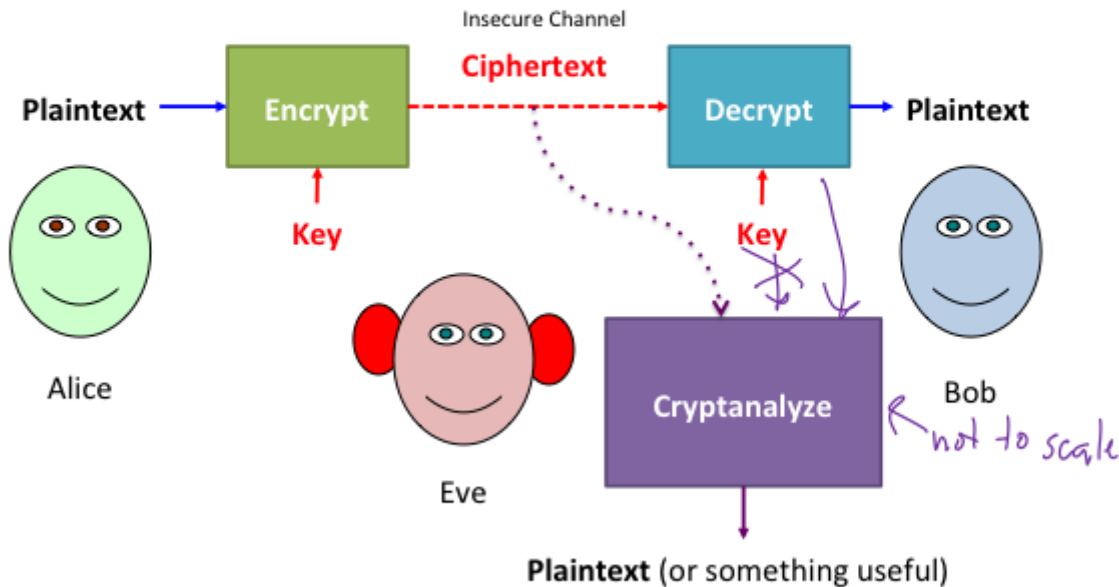 Insecure Channel
Ciphertext
Plaintext
Encrypt
Decrypt
Plaintext
Key
Key
Alice
Eve
Cryptanalyze
Bob
not to scale
Plaintext (or something useful)